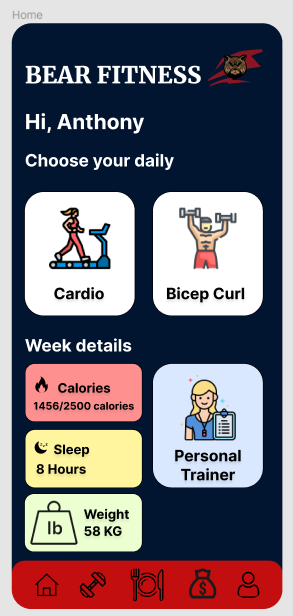 Home
BEAR FITNESS
Hi, Anthony
Choose your daily
Cardio
Bicep Curl
Week details
Calories
1456/2500 calories
Sleep
8 Hours
lb
Weight
58 KG
Personal
Trainer
$